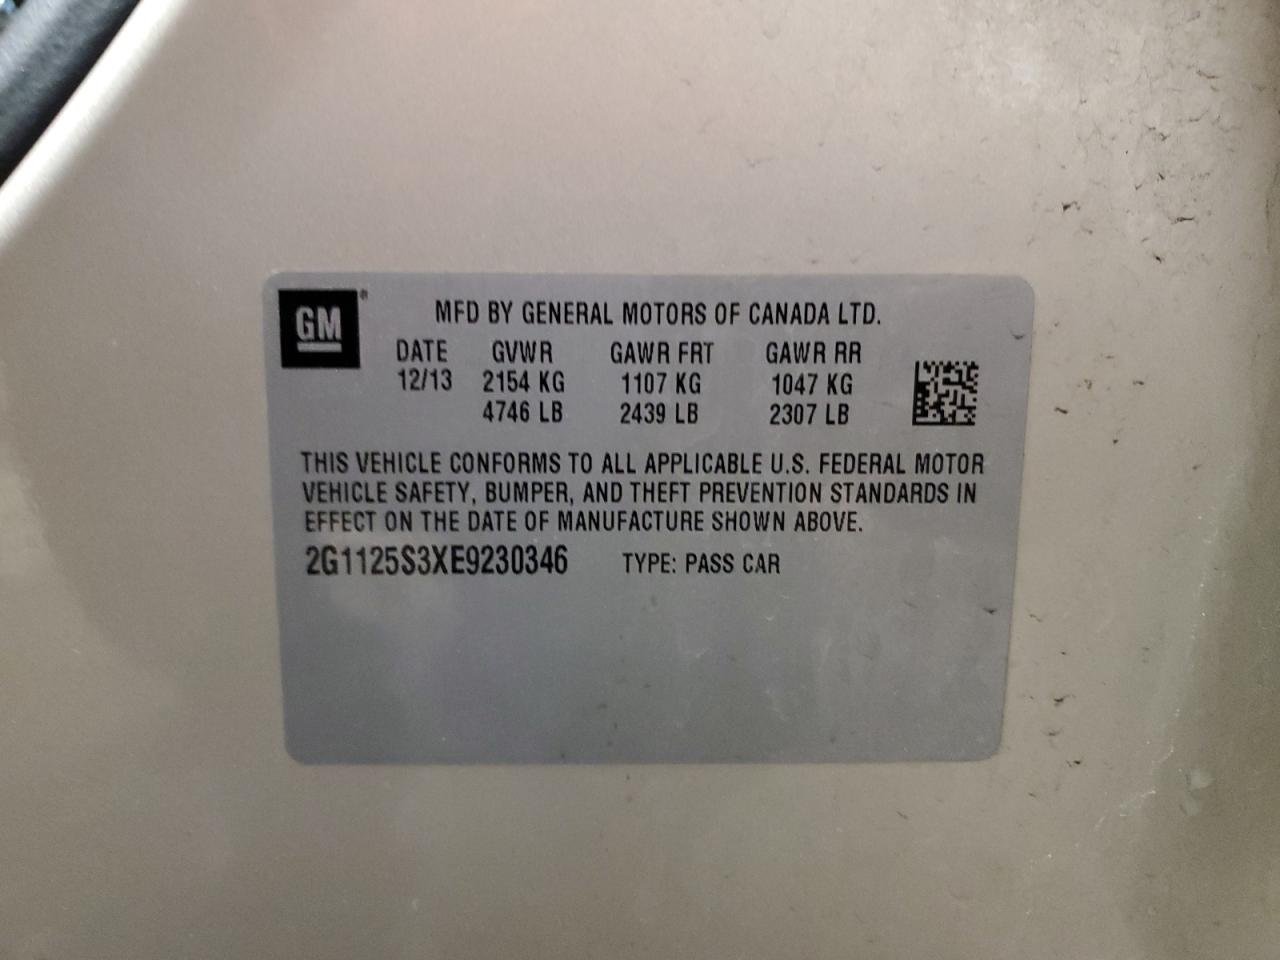 GM®
MFD BY GENERAL MOTORS OF CANADA LTD.
DATE GVWR GAWR FRT GAWR RR
12/13 2154 KG 1107 KG 1047 KG
4746 LB 2439 LB 2307 LB
THIS VEHICLE CONFORMS TO ALL APPLICABLE U.S. FEDERAL MOTOR
VEHICLE SAFETY, BUMPER, AND THEFT PREVENTION STANDARDS IN
EFFECT ON THE DATE OF MANUFACTURE SHOWN ABOVE.
2G1125S3XE9230346 TYPE: PASS CAR